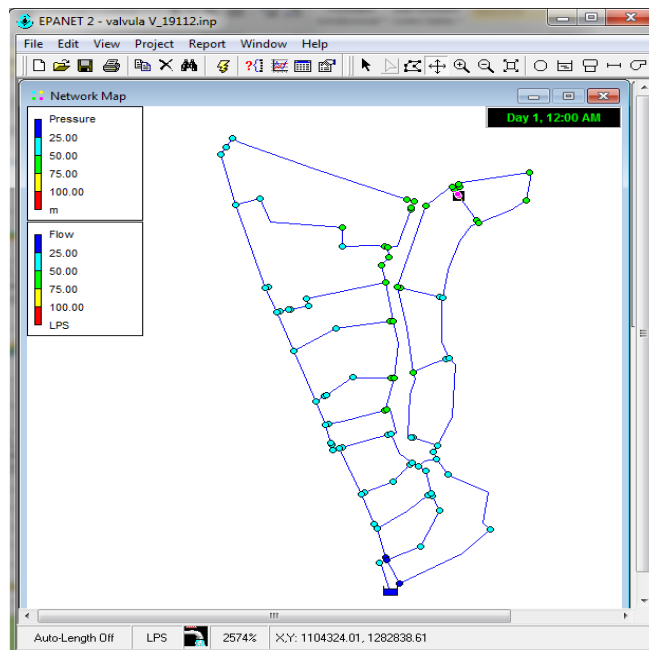 EPANET 2 - valvula V_19112.inp
File Edit View Project Report Window Help
Network Map
Day 1, 12:00 AM
Pressure
25.00
50.00
75.00
100.00
m
Flow
25.00
50.00
75.00
100.00
LPS
Auto-Length Off LPS 2574% X,Y: 1104324.01, 1282838.61